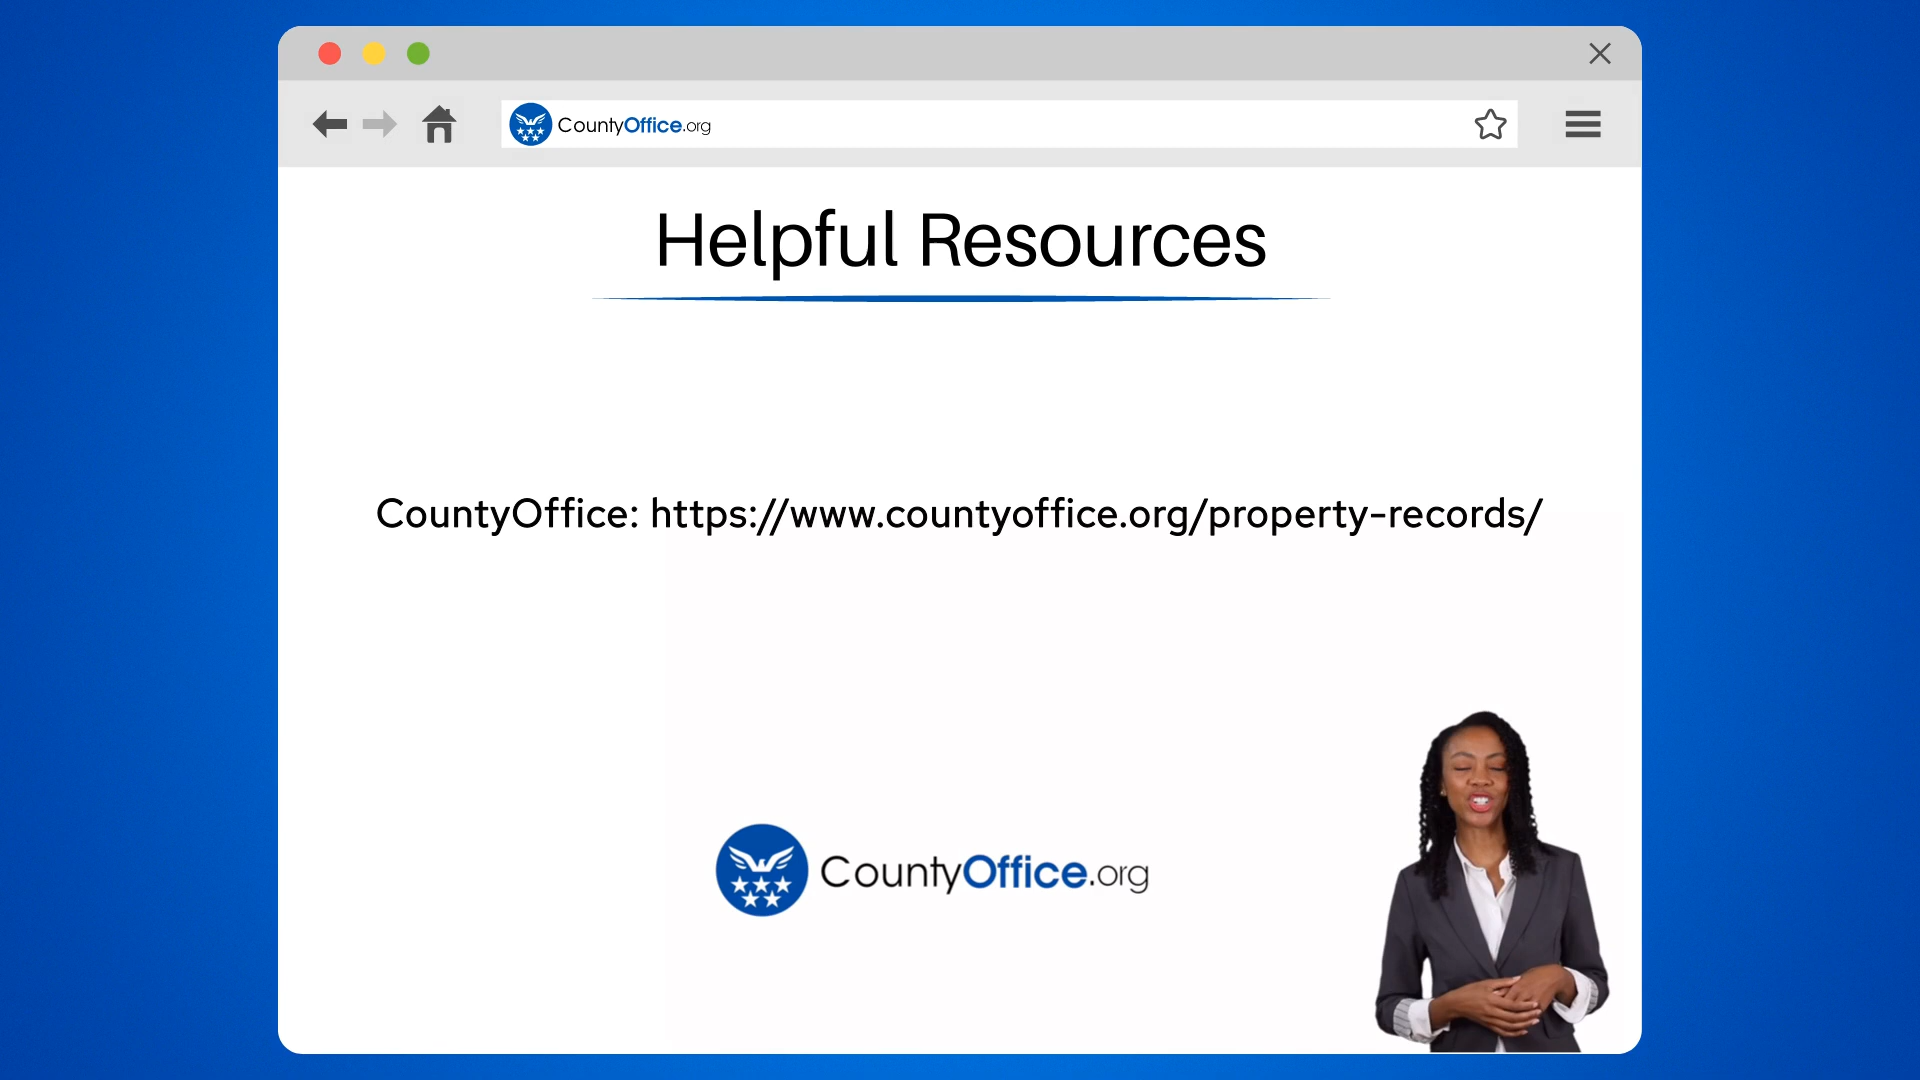 CountyOffice.org
Helpful Resources
CountyOffice: https://www.countyoffice.org/property-records/
CountyOffice.org